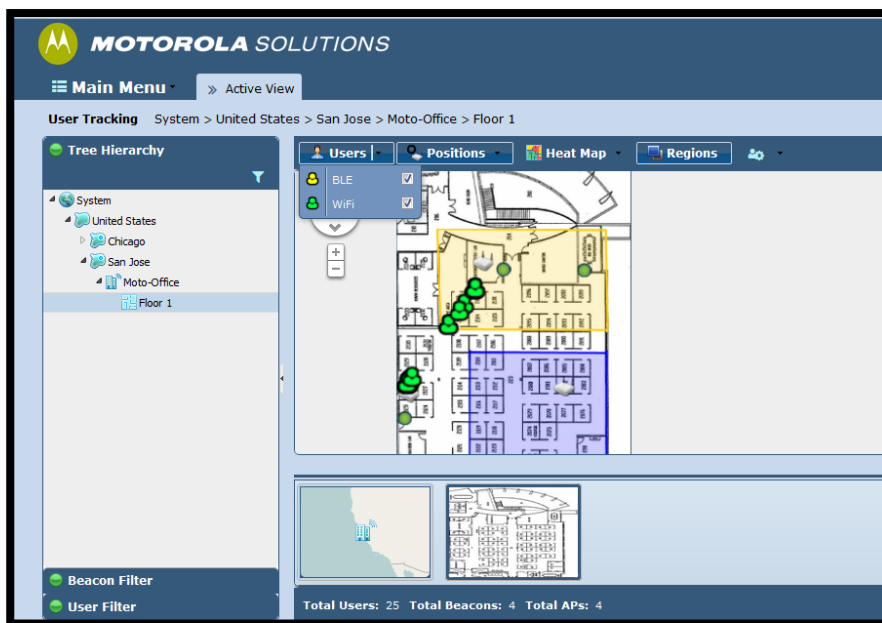 MOTOROLA SOLUTIONS
Main Menu
» Active View
User Tracking System > United States > San Jose > Moto-Office > Floor 1
Tree Hierarchy
Users Positions Heat Map Regions
BLE
WiFi
System
United States
Chicago
San Jose
Moto-Office
Floor 1
Beacon Filter
User Filter
Total Users: 25 Total Beacons: 4 Total APs: 4